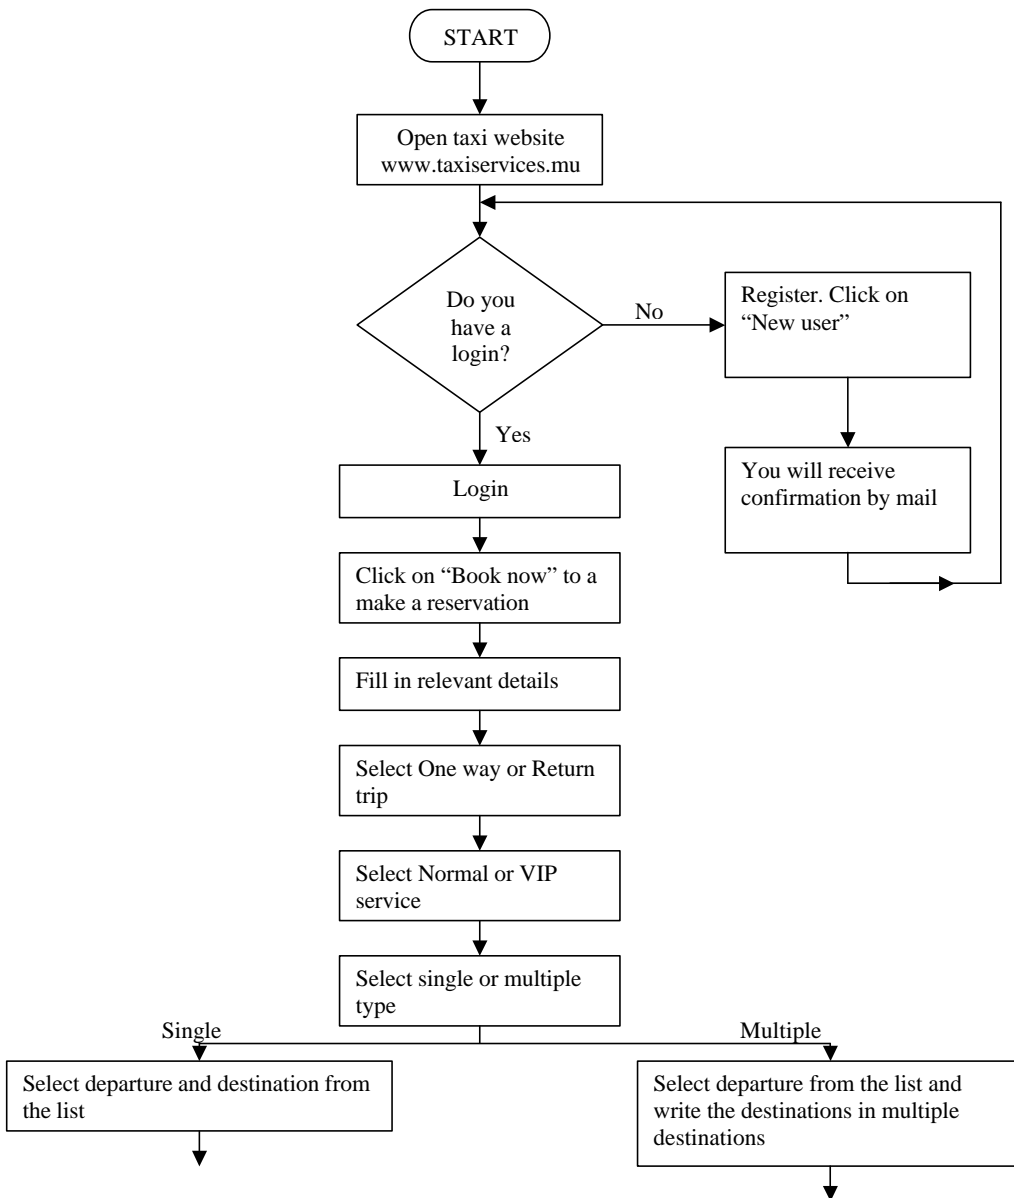 START
Open taxi website
www.taxiservices.mu
Do you
have a
login?
No
Register. Click on
“New user”
You will receive
confirmation by mail
Yes
Login
Click on “Book now” to a
make a reservation
Fill in relevant details
Select One way or Return
trip
Select Normal or VIP
service
Select single or multiple
type
Single
Multiple
Select departure and destination from
the list
Select departure from the list and
write the destinations in multiple
destinations